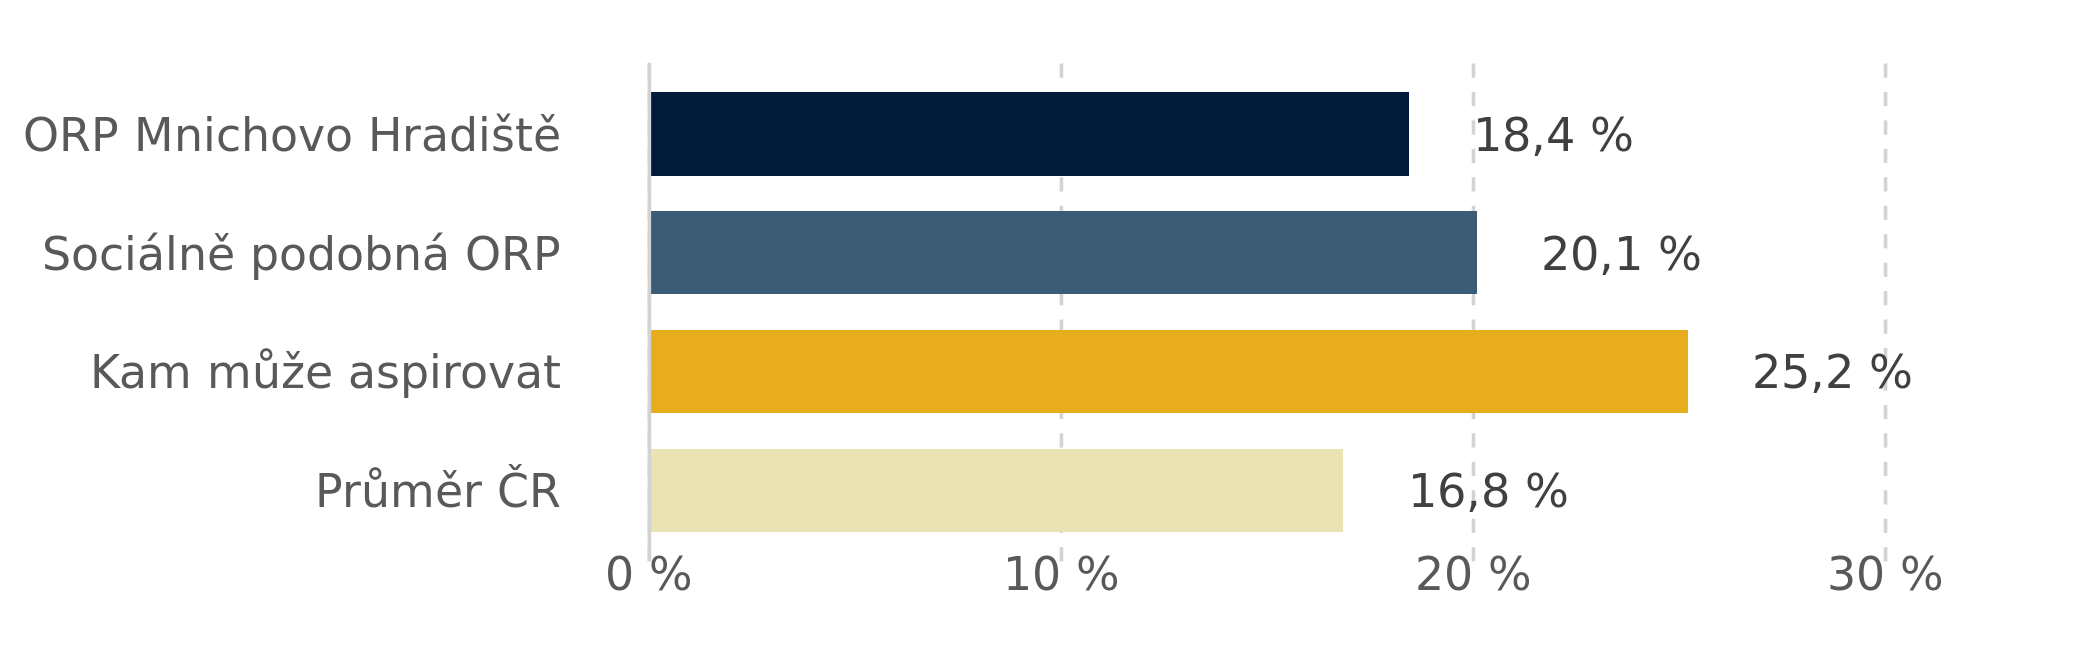 ORP Mnichovo Hradiště 18,4 %
Sociálně podobná ORP 20,1 %
Kam může aspirovat 25,2 %
Průměr ČR 16,8 %
0 % 10 % 20 % 30 %